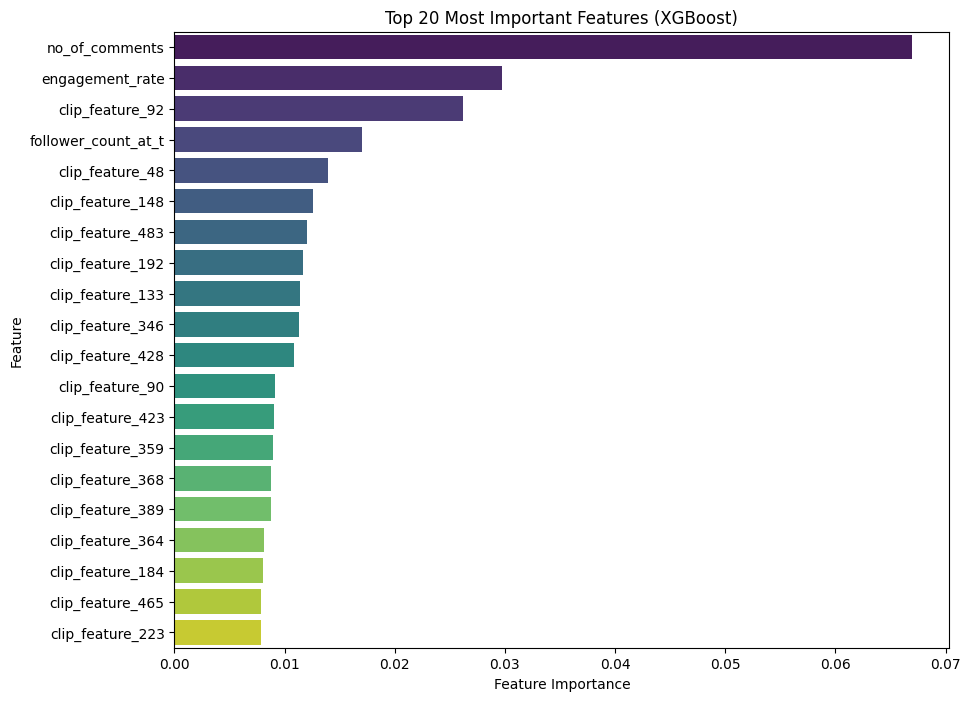 Top 20 Most Important Features (XGBoost)
Feature
no_of_comments
engagement_rate
clip_feature_92
follower_count_at_t
clip_feature_48
clip_feature_148
clip_feature_483
clip_feature_192
clip_feature_133
clip_feature_346
clip_feature_428
clip_feature_90
clip_feature_423
clip_feature_359
clip_feature_368
clip_feature_389
clip_feature_364
clip_feature_184
clip_feature_465
clip_feature_223
0.00 0.01 0.02 0.03 0.04 0.05 0.06 0.07
Feature Importance